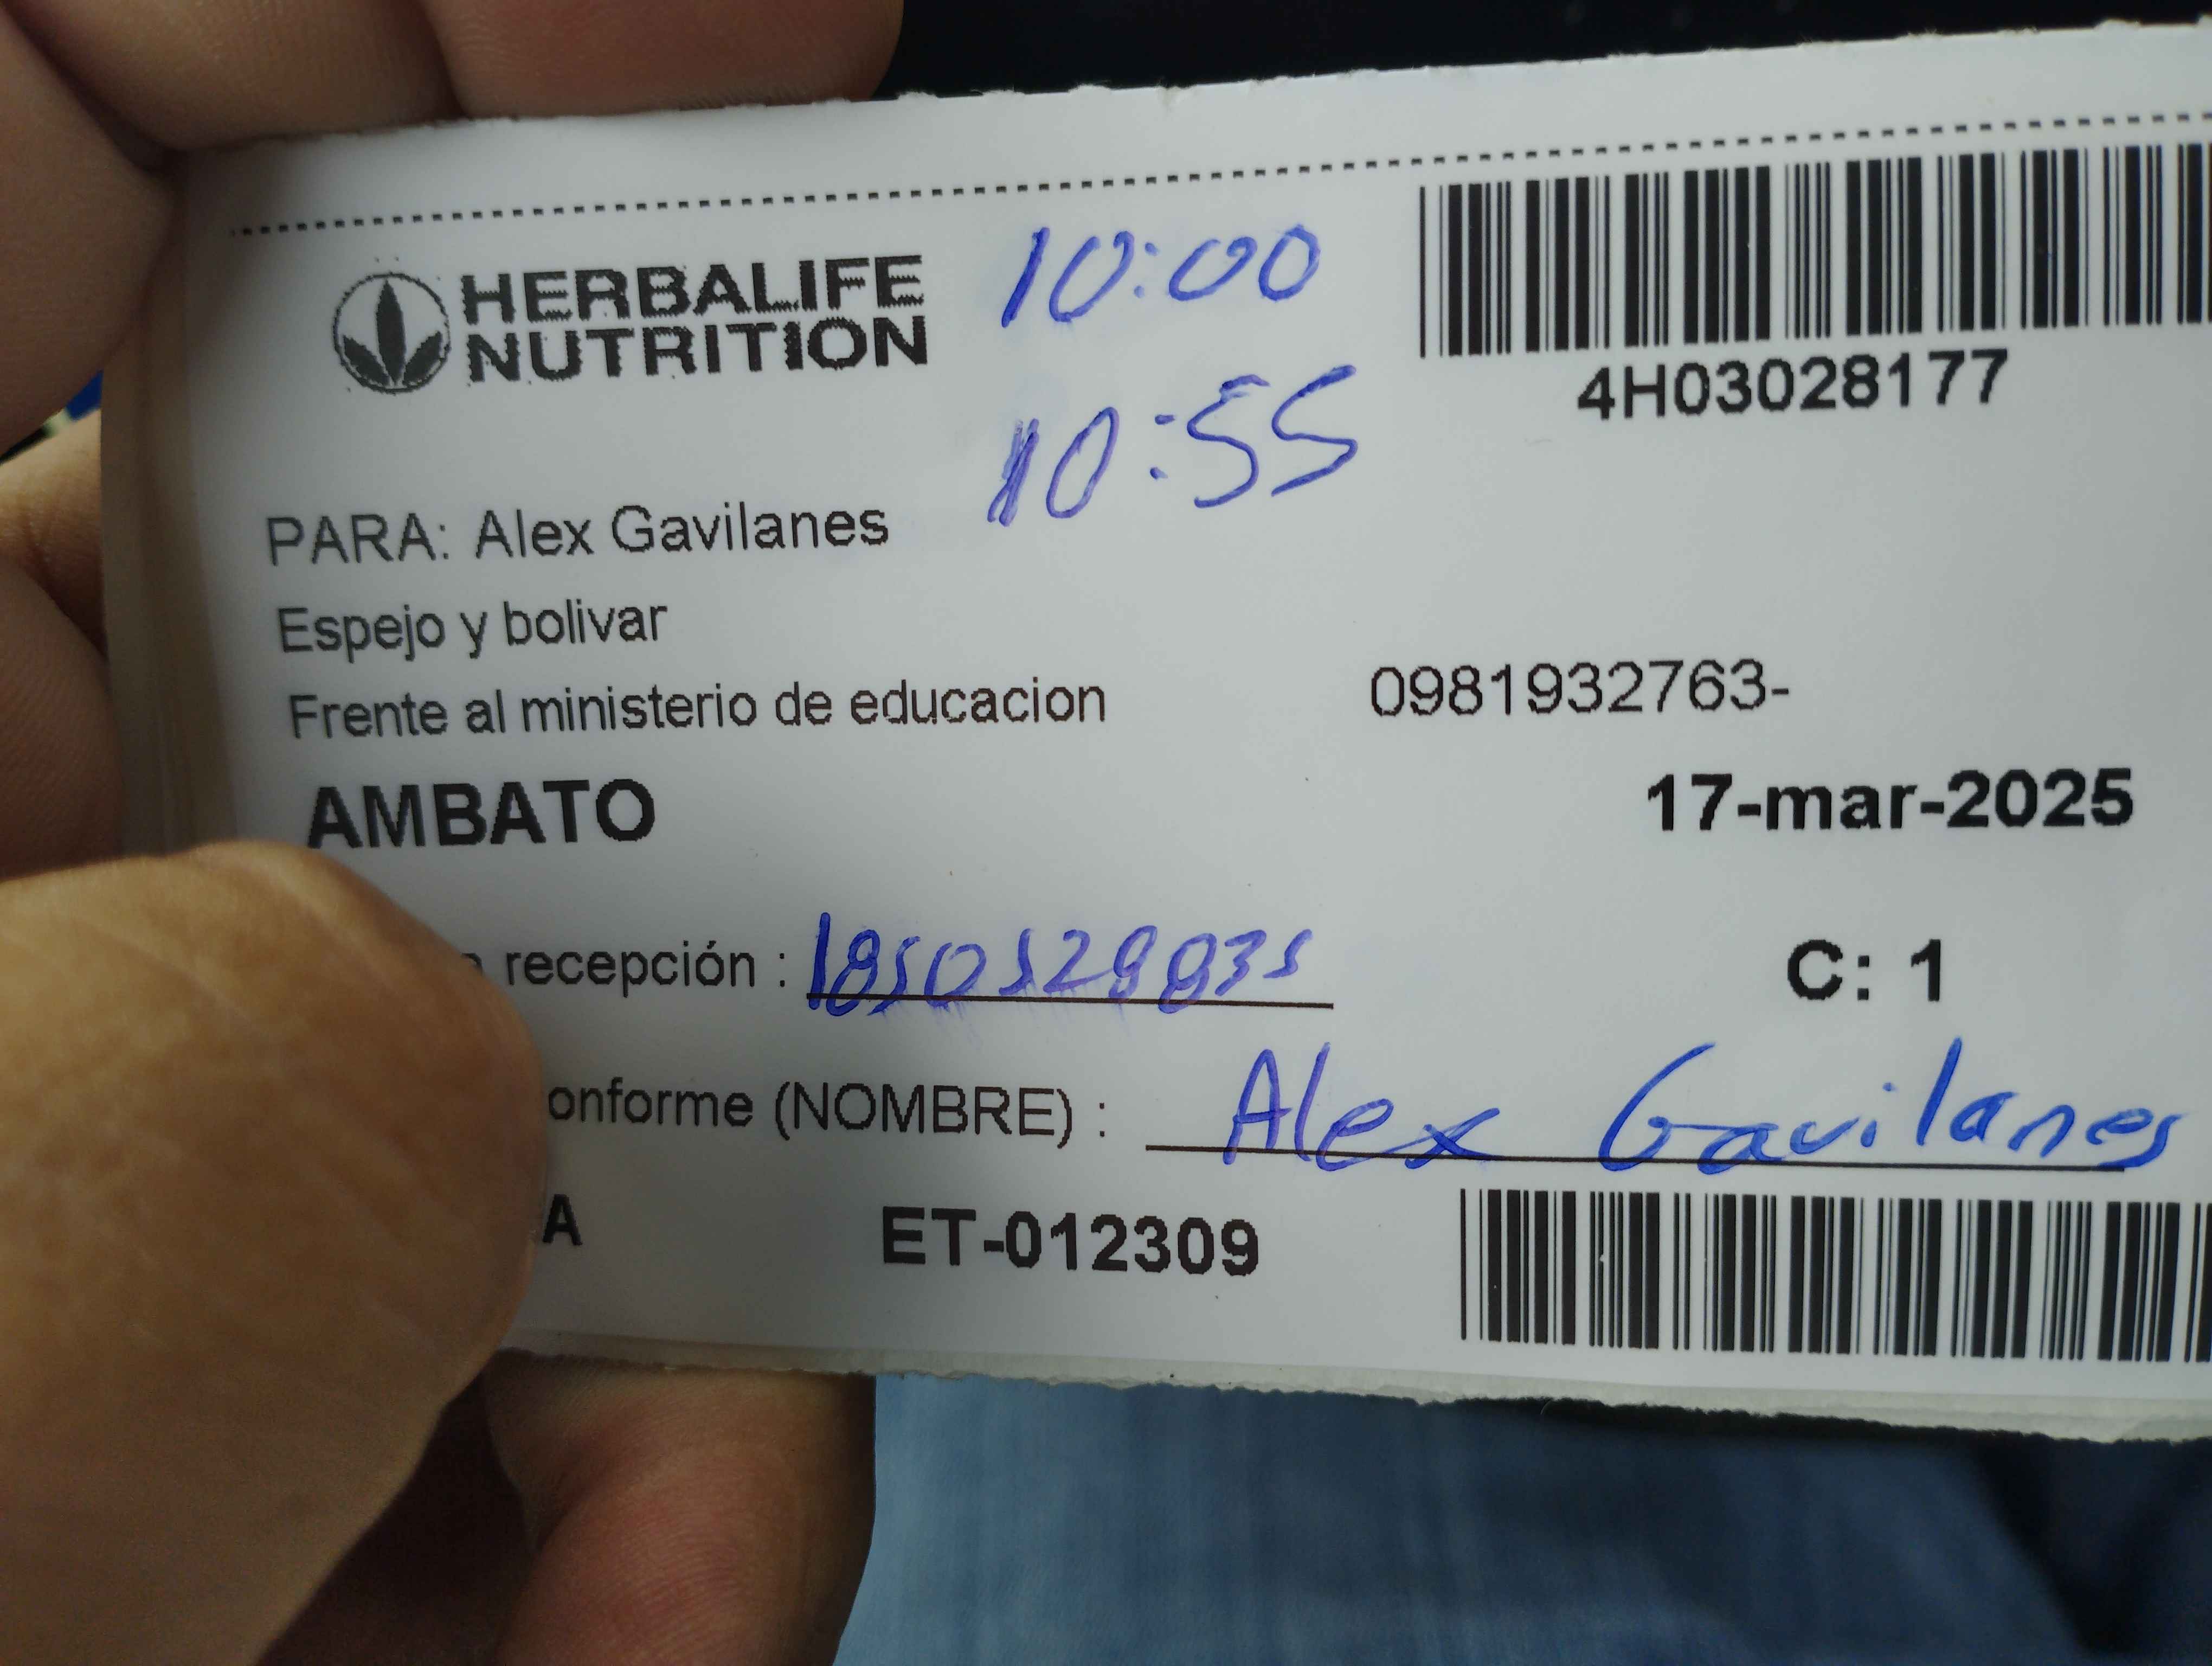 HERBALIFE
NUTRITION
10:00
10:55
4H03028177
PARA: Alex Gavilanes
Espejo y bolivar
Frente al ministerio de educacion
0981932763-
AMBATO
17-mar-2025
recepción : 1850528835
C: 1
onforme (NOMBRE) : Alex Gavilanes
A
ET-012309